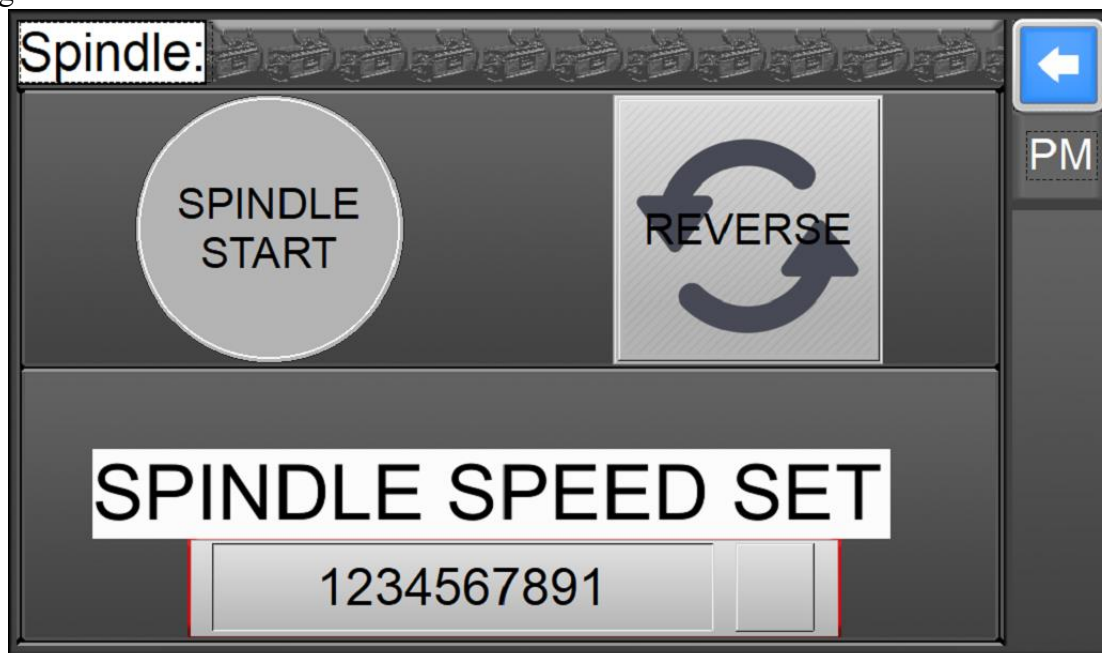 Spindle:
PM
SPINDLE
START
REVERSE
SPINDLE SPEED SET
1234567891